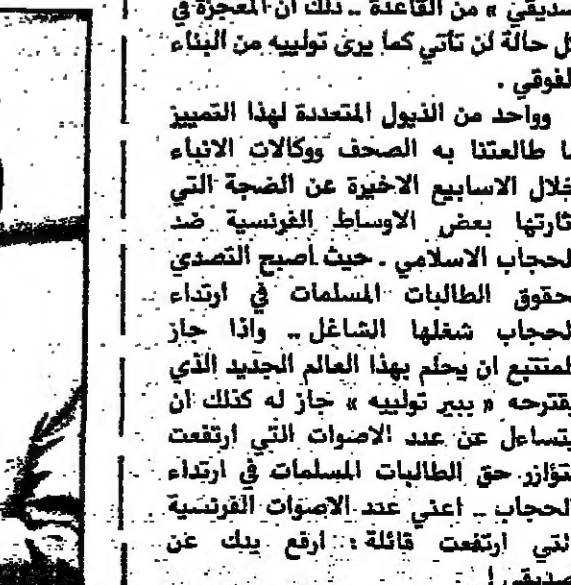 صديقي » من القاعدة .. ذلك ان المعجزة في
كل حالة لن تأتي كما يرى تولييه من البناء
الفوقي .
وواحد من الذيول المتعددة لهذا التمييز
ما طالعتنا به الصحف ووكالات الانباء
خلال الاسابيع الاخيرة عن الضجة التي
أثارتها بعض الاوساط الفرنسية ضد
الحجاب الاسلامي . حيث أصبح التصدي
لحقوق الطالبات المسلمات في ارتداء
الحجاب شغلها الشاغل .. واذا جاز
للمتتبع ان يحلم بهذا العالم الجديد الذي
يقترحه « بيير تولييه » جاز له كذلك ان
يتساءل عن عدد الاصوات التي ارتفعت
لتؤازر حق الطالبات المسلمات في ارتداء
الحجاب .. اعني عدد الاصوات الفرنسية
التي ارتفعت قائلة : ارفع يدك عن
صديقي !